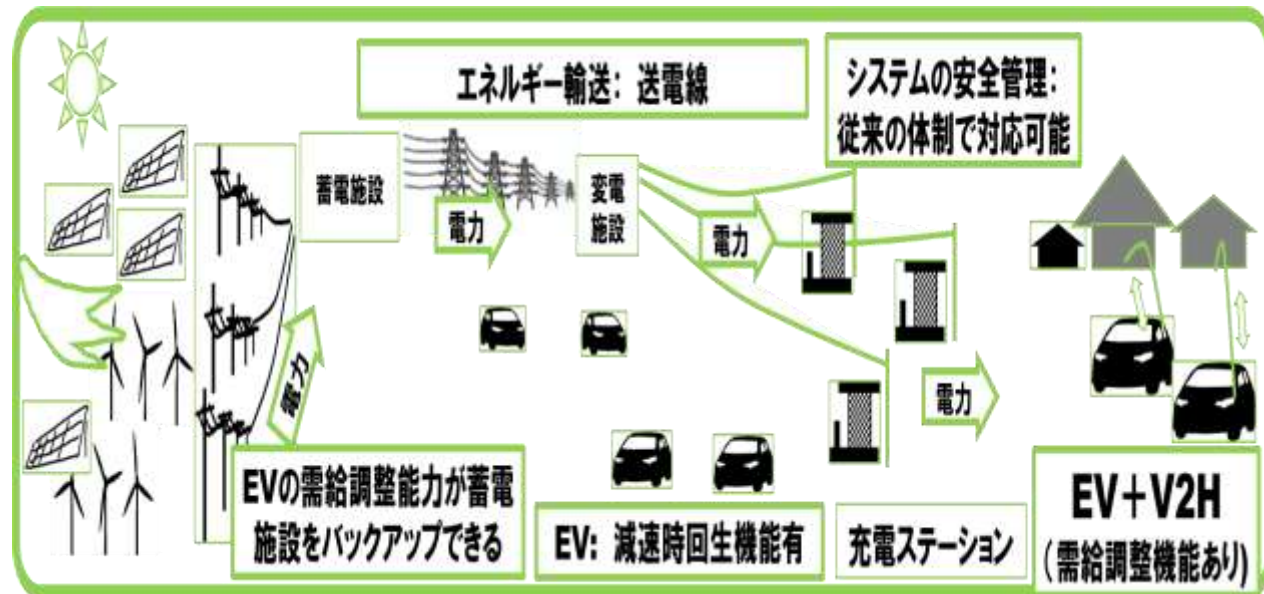 エネルギー輸送：送電線
システムの安全管理：
従来の体制で対応可能
蓄電施設
電力
変電
施設
電力
電力
電力
EVの需給調整能力が蓄電
施設をバックアップできる
EV：減速時回生機能有
充電ステーション
EV＋V2H
（需給調整機能あり）